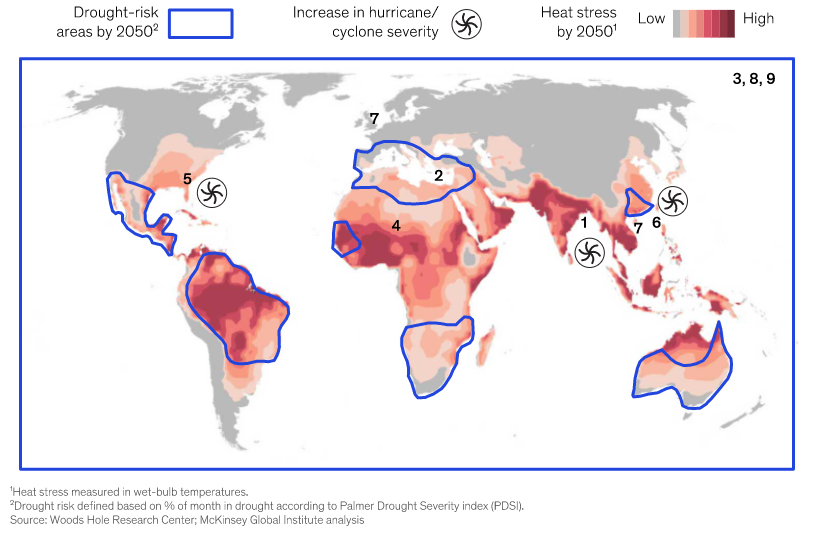 Drought-risk
areas by 2050²
Increase in hurricane/
cyclone severity
Heat stress
by 2050¹
Low
High
3, 8, 9
7
5
2
4
1
7
6
¹Heat stress measured in wet-bulb temperatures.
²Drought risk defined based on % of month in drought according to Palmer Drought Severity index (PDSI).
Source: Woods Hole Research Center; McKinsey Global Institute analysis